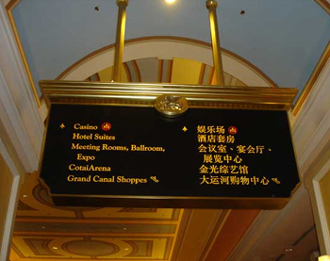 Casino
Hotel Suites
Meeting Rooms, Ballroom,
Expo
CotaiArena
Grand Canal Shoppes
娱乐场
酒店套房
会议室、宴会厅、
展览中心
金光综艺馆
大运河购物中心